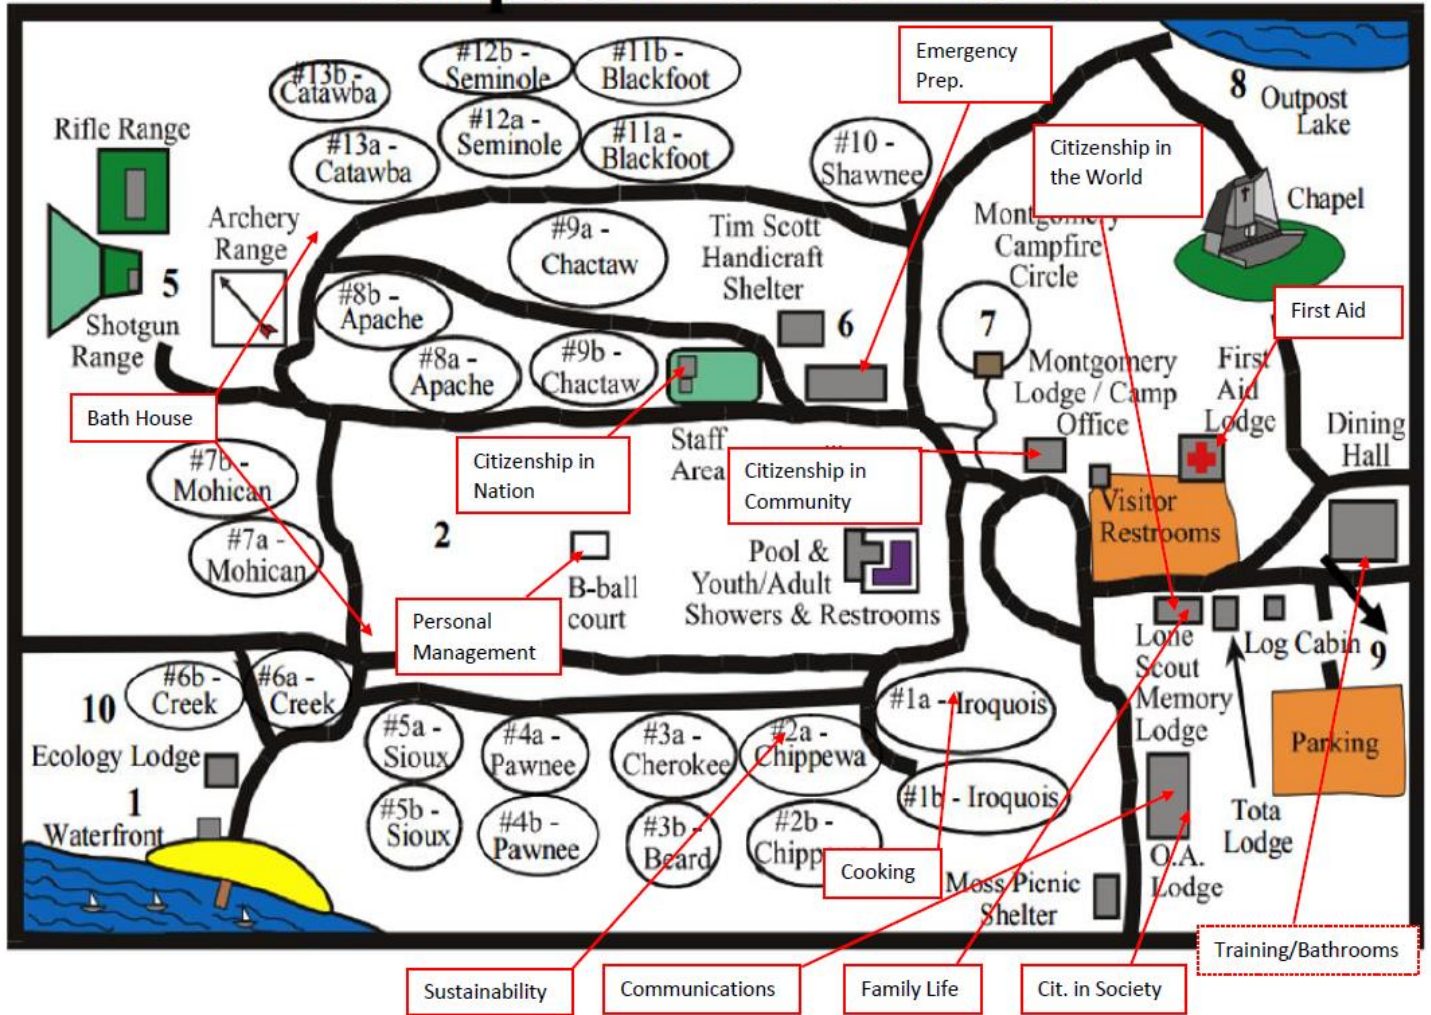 #12b -
Seminole
#11b -
Blackfoot
Emergency
Prep.
#13b -
Catawba
8
Outpost
Lake
Rifle Range
#12a -
Seminole
#11a -
Blackfoot
#13a -
Catawba
#10 -
Shawnee
Citizenship in
the World
Chapel
Archery
Range
#9a -
Chactaw
Tim Scott
Handicraft
Shelter
Montgomery
Campfire
Circle
5
Shotgun
Range
#8b -
Apache
6
7
First Aid
#8a -
Apache
#9b -
Chactaw
Montgomery
Lodge / Camp
Office
First
Aid
Lodge
Bath House
Dining
Hall
#7b -
Mohican
Citizenship in
Nation
Staff
Area
...
Citizenship in
Community
Visitor
Restrooms
#7a -
Mohican
2
B-ball
court
Pool &
Youth/Adult
Showers & Restrooms
Personal
Management
Lone
Scout
Memory
Lodge
Log Cabin
9
#6b -
Creek
#6a -
Creek
10
#1a - Iroquois
Ecology Lodge
#5a -
Sioux
#4a -
Pawnee
#3a -
Cherokee
#2a -
Chippewa
Parking
1
Waterfront
#5b -
Sioux
#4b -
Pawnee
#3b -
Beard
#2b -
#1b - Iroquois
Tota
Lodge
Cooking
Moss Picnic
Shelter
O.A.
Lodge
Training/Bathrooms
Sustainability
Communications
Family Life
Cit. in Society